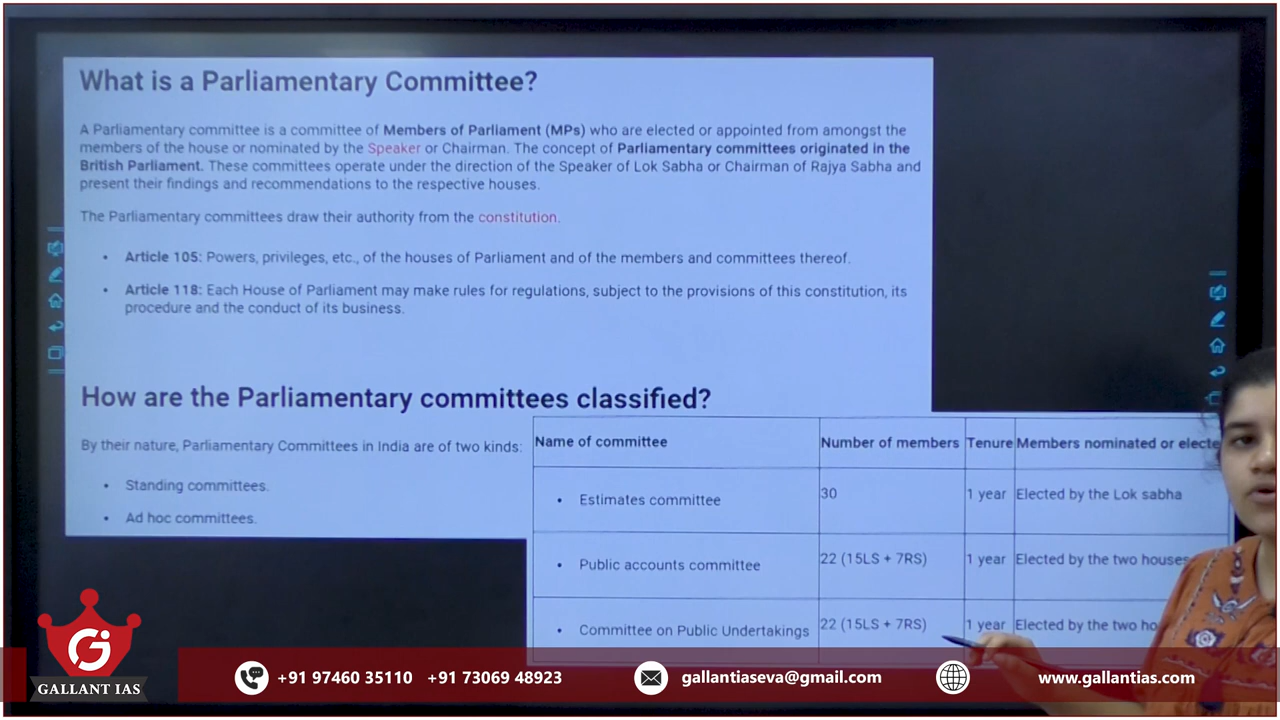 What is a Parliamentary Committee?
A Parliamentary committee is a committee of Members of Parliament (MPs) who are elected or appointed from amongst the
members of the house or nominated by the Speaker or Chairman. The concept of Parliamentary committees originated in the
British Parliament. These committees operate under the direction of the Speaker of Lok Sabha or Chairman of Rajya Sabha and
present their findings and recommendations to the respective houses.
The Parliamentary committees draw their authority from the constitution.
• Article 105: Powers, privileges, etc., of the houses of Parliament and of the members and committees thereof.
• Article 118: Each House of Parliament may make rules for regulations, subject to the provisions of this constitution, its
procedure and the conduct of its business.
How are the Parliamentary committees classified?
By their nature, Parliamentary Committees in India are of two kinds:
• Standing committees.
• Ad hoc committees.
Name of committee Number of members Tenure Members nominated or electe
• Estimates committee 30 1 year Elected by the Lok sabha
• Public accounts committee 22 (15LS + 7RS) 1 year Elected by the two houses
• Committee on Public Undertakings 22 (15LS + 7RS) 1 year Elected by the two ho
Gi
GALLANT IAS
+91 97460 35110 +91 73069 48923 gallantiaseva@gmail.com www.gallantias.com